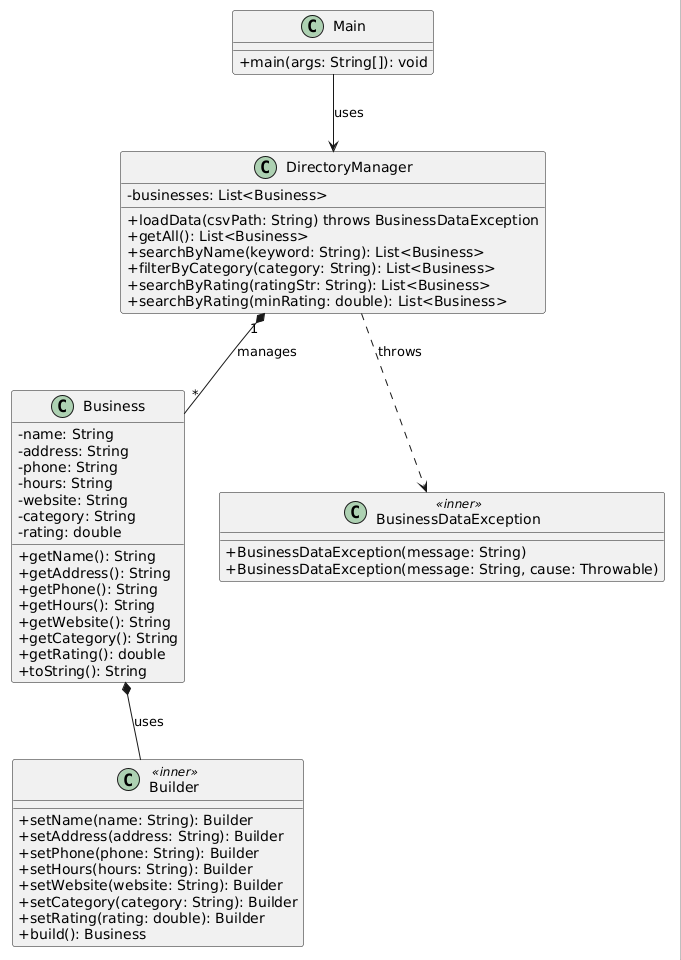 C Main
+main(args: String[]): void
uses
C DirectoryManager
-businesses: List<Business>
+loadData(csvPath: String) throws BusinessDataException
+getAll(): List<Business>
+searchByName(keyword: String): List<Business>
+filterByCategory(category: String): List<Business>
+searchByRating(ratingStr: String): List<Business>
+searchByRating(minRating: double): List<Business>
1
manages
throws
*
C Business
-name: String
-address: String
-phone: String
-hours: String
-website: String
-category: String
-rating: double
+getName(): String
+getAddress(): String
+getPhone(): String
+getHours(): String
+getWebsite(): String
+getCategory(): String
+getRating(): double
+toString(): String
C «inner»
BusinessDataException
+BusinessDataException(message: String)
+BusinessDataException(message: String, cause: Throwable)
uses
C «inner»
Builder
+setName(name: String): Builder
+setAddress(address: String): Builder
+setPhone(phone: String): Builder
+setHours(hours: String): Builder
+setWebsite(website: String): Builder
+setCategory(category: String): Builder
+setRating(rating: double): Builder
+build(): Business